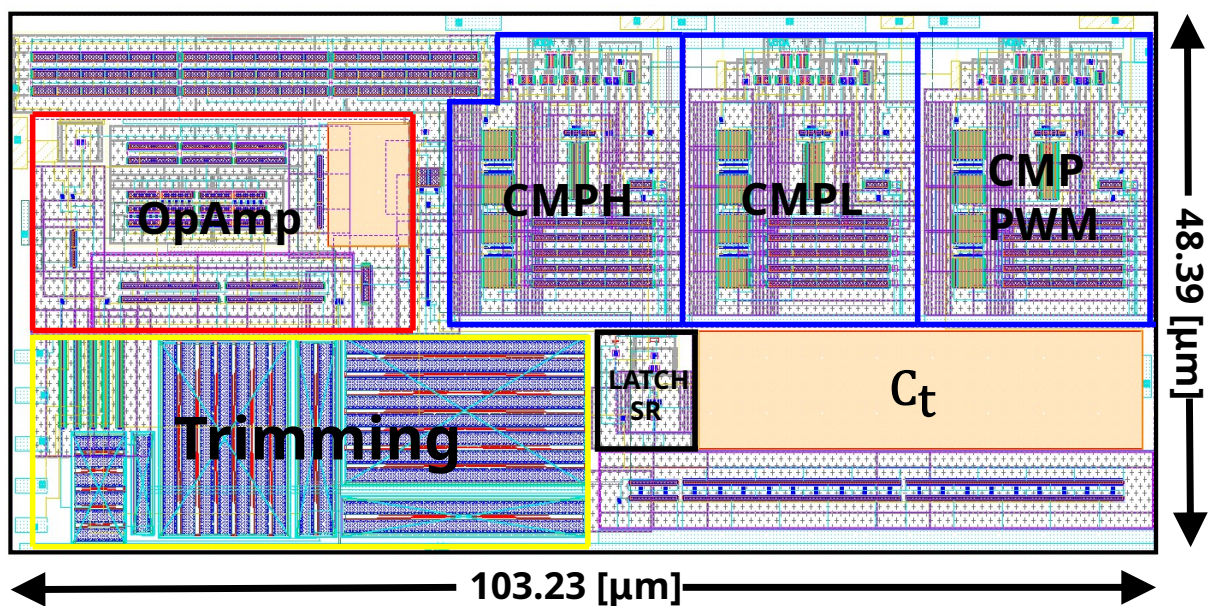 OpAmp
CMPH
CMPL
CMP
PWM
48.39 [µm]
LATCH
SR
Ct
Trimming
103.23 [µm]